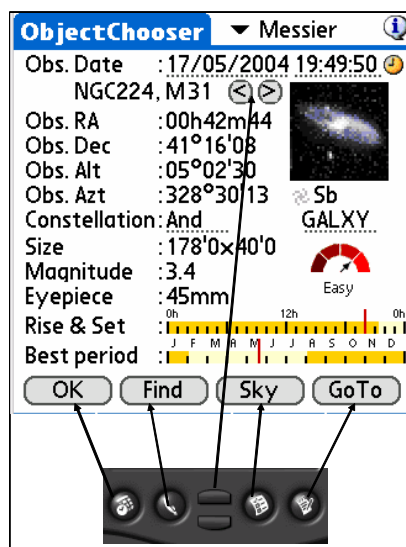 ObjectChooser ▼ Messier
Obs. Date : 17/05/2004 19:49:50
NGC224, M31 < >
Obs. RA :00h42m44
Obs. Dec :41°16'08
Obs. Alt :05°02'30
Obs. Azt :328°30'13 Sb
Constellation: And GALXY
Size :178'0×40'0
Magnitude :3.4
Eyepiece :45mm Easy
Rise & Set : 0h 12h 0h
Best period : J F M A M J J A S O N D
OK Find Sky GoTo